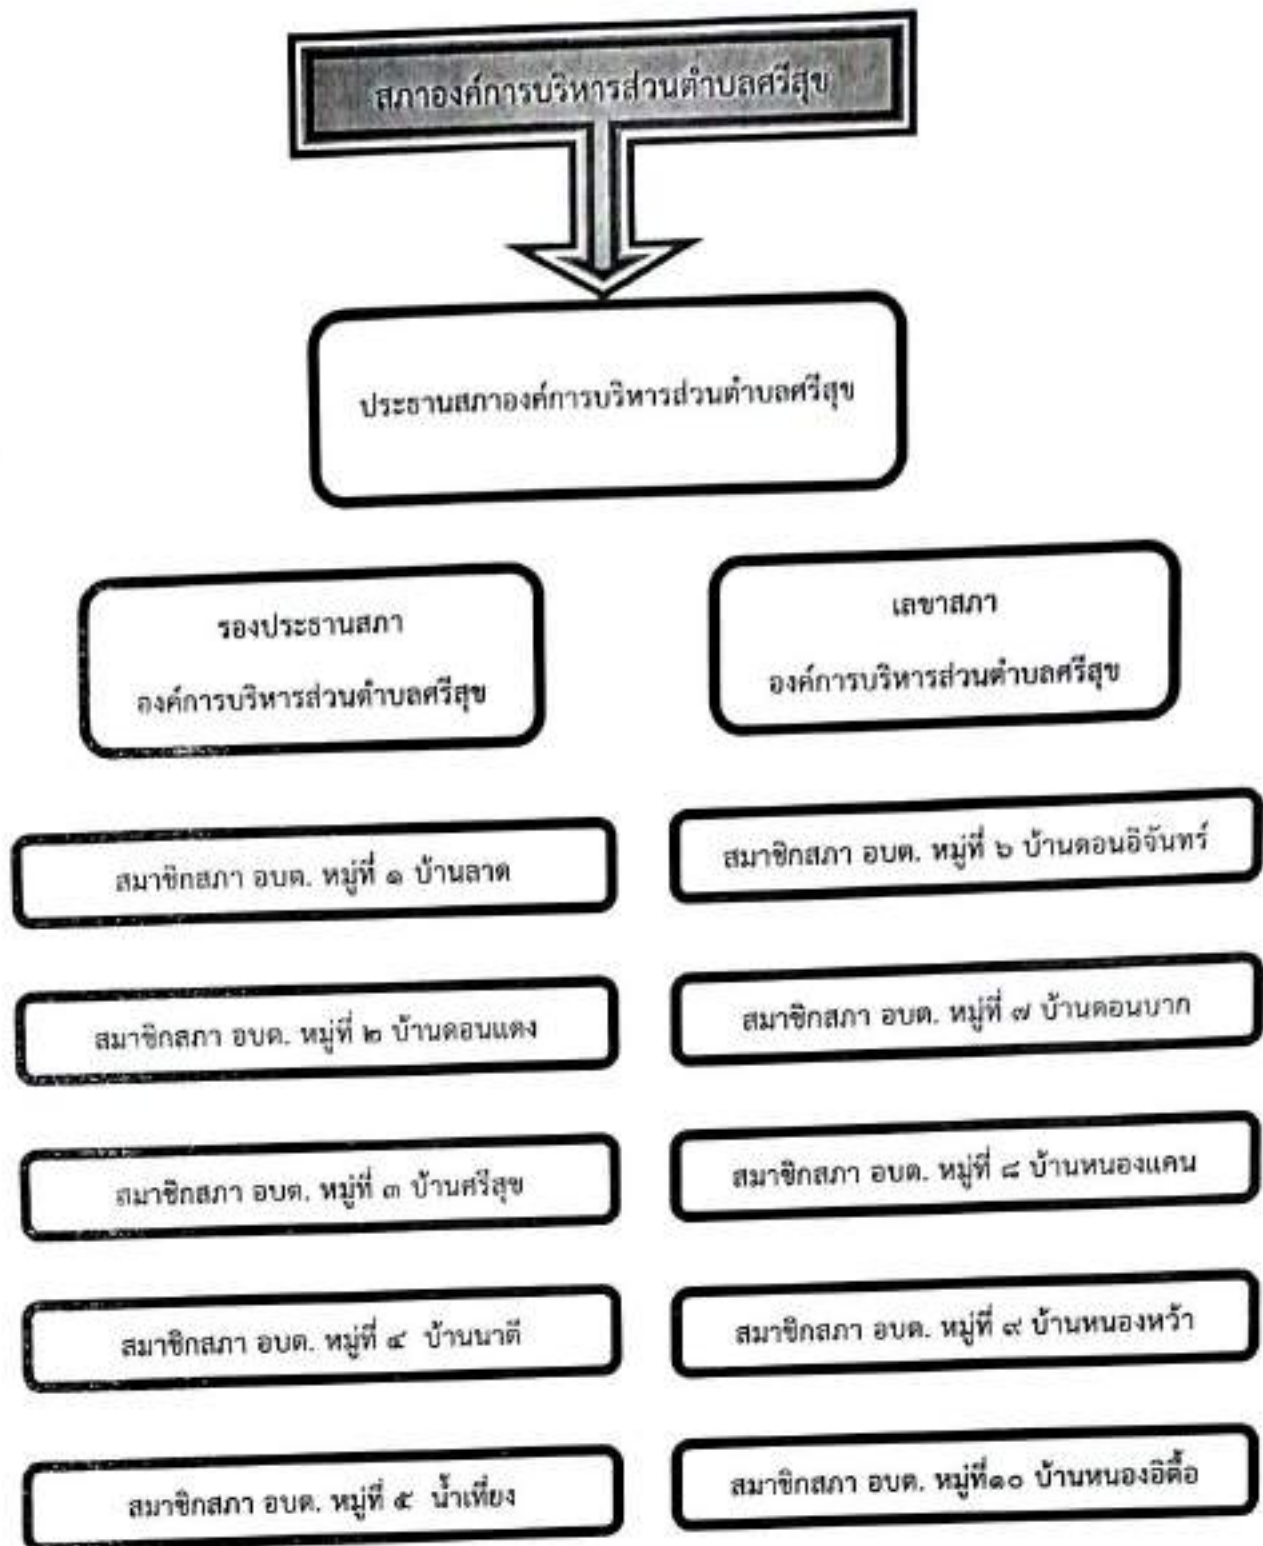 สภาองค์การบริหารส่วนตำบลศรีสุข
ประธานสภาองค์การบริหารส่วนตำบลศรีสุข
รองประธานสภา
องค์การบริหารส่วนตำบลศรีสุข
เลขาสภา
องค์การบริหารส่วนตำบลศรีสุข
สมาชิกสภา อบต. หมู่ที่ ๑ บ้านลาด
สมาชิกสภา อบต. หมู่ที่ ๖ บ้านดอนอิจันทร์
สมาชิกสภา อบต. หมู่ที่ ๒ บ้านดอนแดง
สมาชิกสภา อบต. หมู่ที่ ๗ บ้านดอนบาก
สมาชิกสภา อบต. หมู่ที่ ๓ บ้านศรีสุข
สมาชิกสภา อบต. หมู่ที่ ๘ บ้านหนองแคน
สมาชิกสภา อบต. หมู่ที่ ๔ บ้านนาดี
สมาชิกสภา อบต. หมู่ที่ ๙ บ้านหนองหว้า
สมาชิกสภา อบต. หมู่ที่ ๕ น้ำเที่ยง
สมาชิกสภา อบต. หมู่ที่๑๐ บ้านหนองอิดื้อ